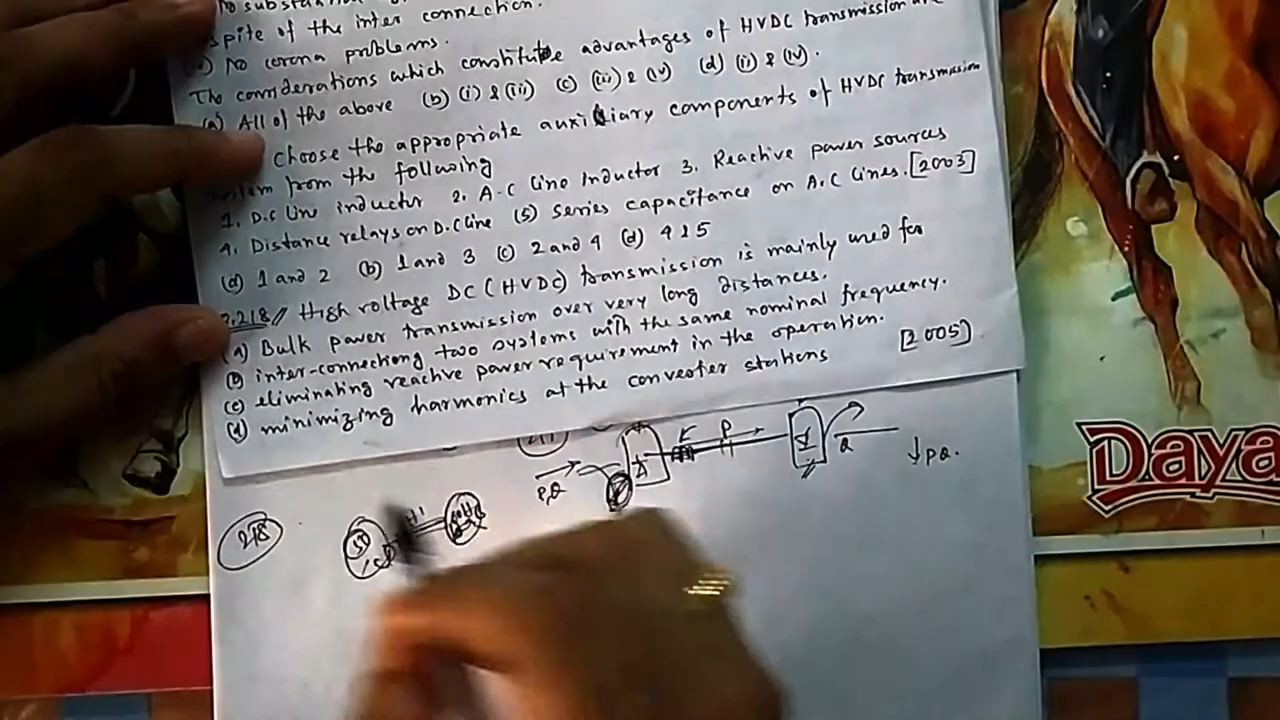 spite of the inter connection.
No corona problems.
The considerations which constitute advantages of HVDC transmission are
(a) All of the above (b) (i) & (iii) (c) (iii) & (iv) (d) (ii) & (iv).
Choose the appropriate auxiliary components of HVDC transmission
system from the following
1. D.C line inductor 2. A.C line inductor 3. Reactive power sources
4. Distance relays on D.C line (5) series capacitance on A.C lines. [2003]
(a) 1 and 2 (b) 1 and 3 (c) 2 and 4 (d) 4 & 5
2.218// High voltage DC (HVDC) transmission is mainly used for
(a) Bulk power transmission over very long distances.
(b) inter-connecting two systems with the same nominal frequency.
(c) eliminating reactive power requirement in the operation.
(d) minimizing harmonics at the converter stations [2005]
P
P,Q
↓PQ.
218
Daya